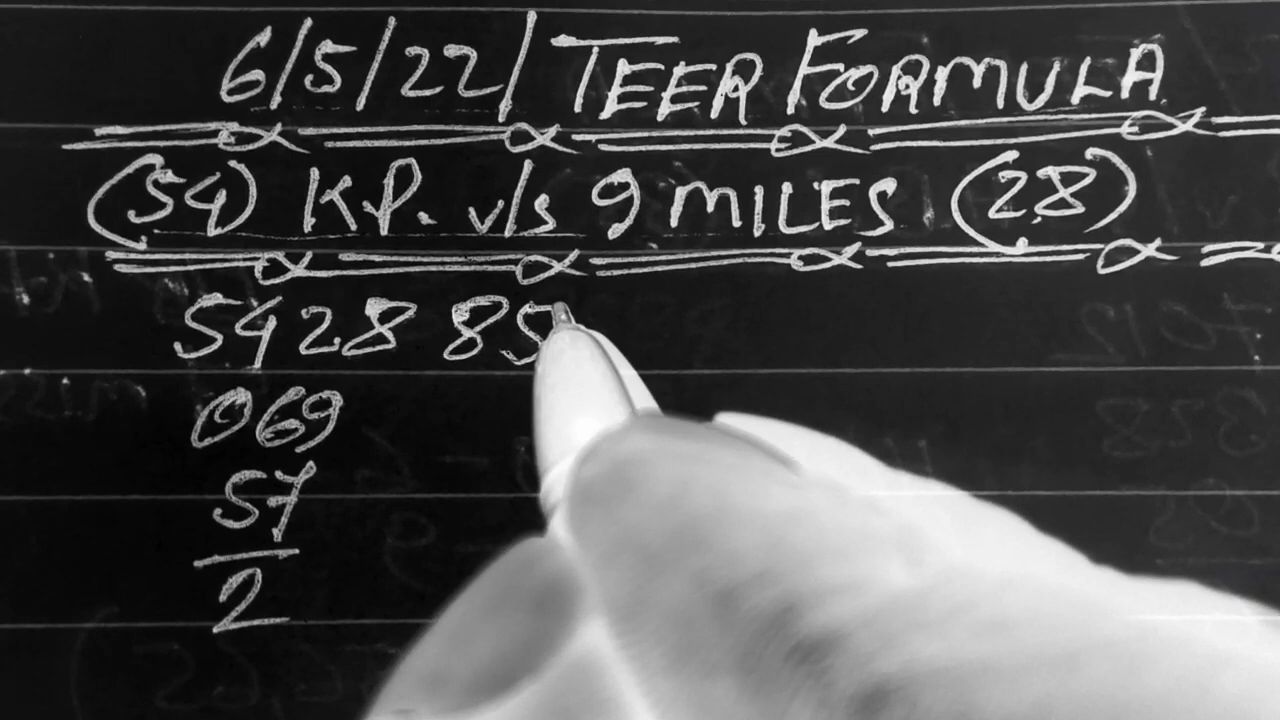 6/5/22/ TEER FORMULA
(54) K.P. v/s 9 MILES (28)
5428 85
069
57
2